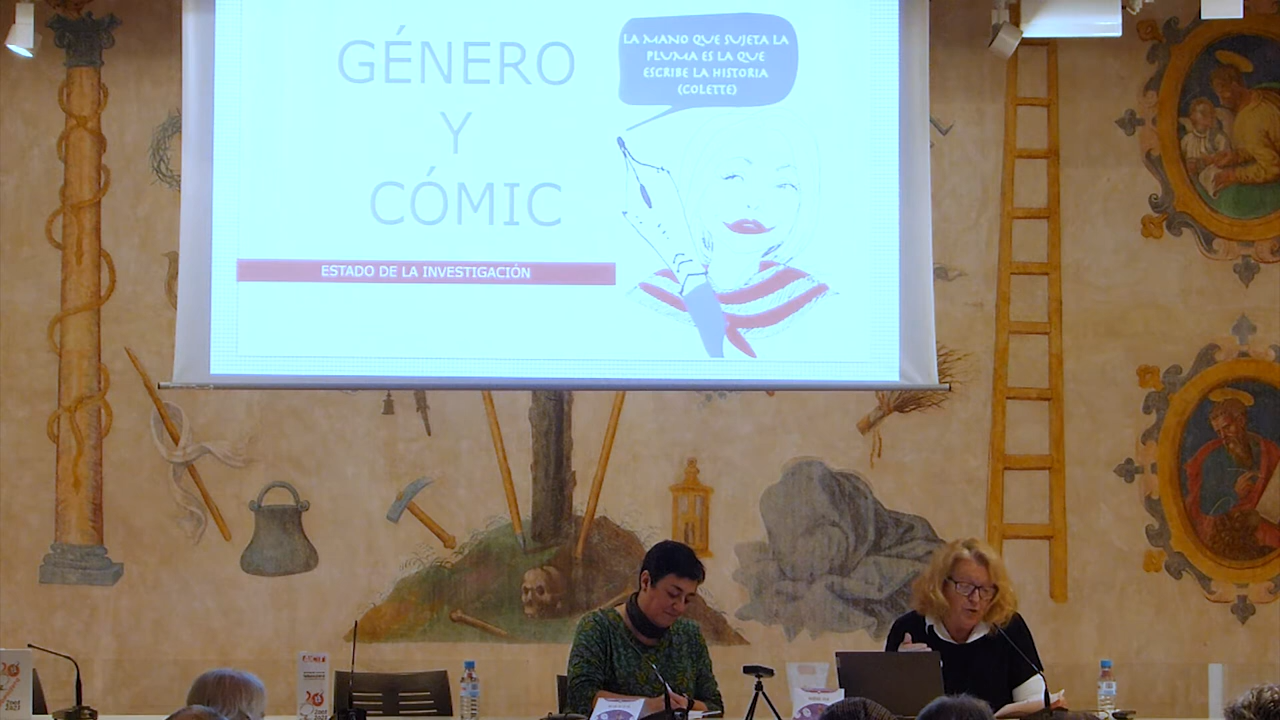 GÉNERO
Y
CÓMIC
ESTADO DE LA INVESTIGACIÓN
LA MANO QUE SUJETA LA
PLUMA ES LA QUE
ESCRIBE LA HISTORIA
(COLETTE)
20